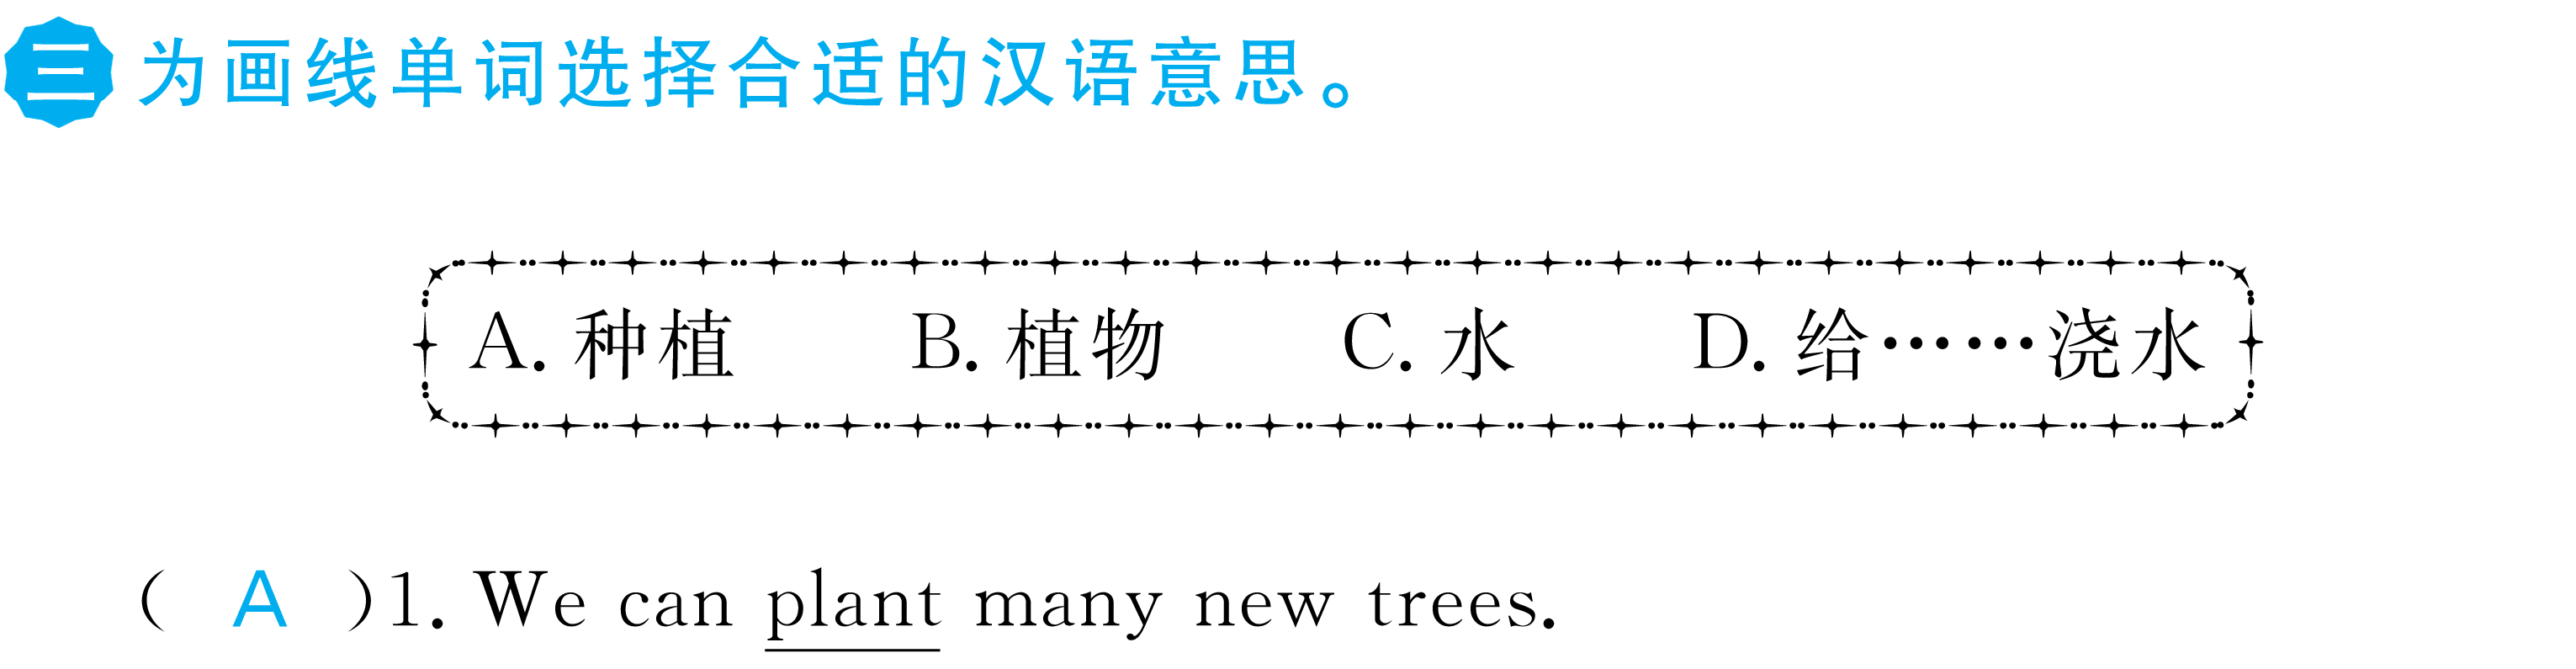 三 为画线单词选择合适的汉语意思。
A. 种植 B. 植物 C. 水 D. 给……浇水
( A )1. We can plant many new trees.